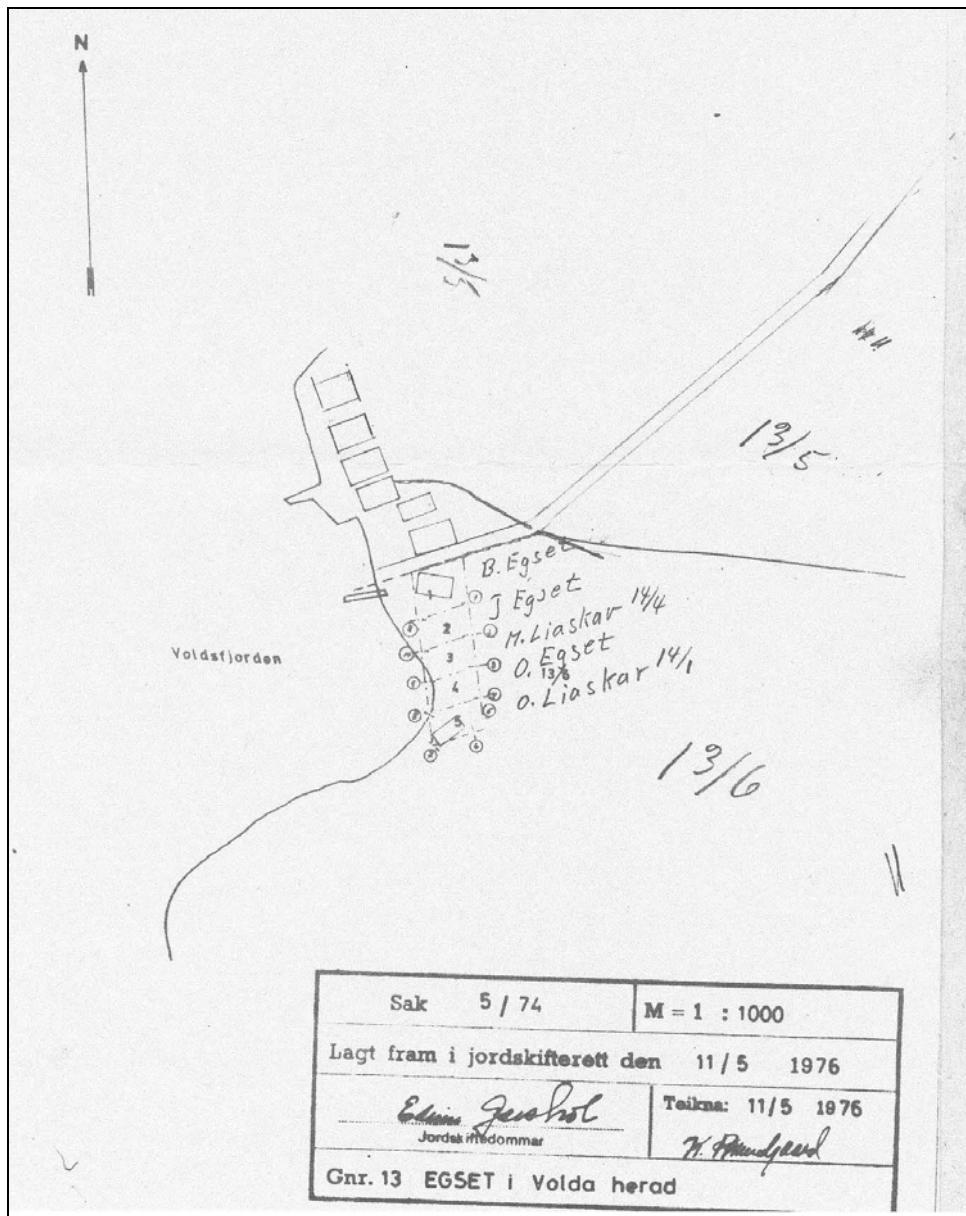 N
13/5
13/5
B. Egset
1
J Egset
2
M. Liaskar 14/4
3
O. Egset
13/6
4
O. Liaskar 14/1
5
Voldsfjorden
13/6
Sak 5 / 74
M = 1 : 1000
Lagt fram i jordskifterett den 11 / 5 1976
Jordskiftedommar
Teikna: 11/5 1976
Gnr. 13 EGSET i Volda herad